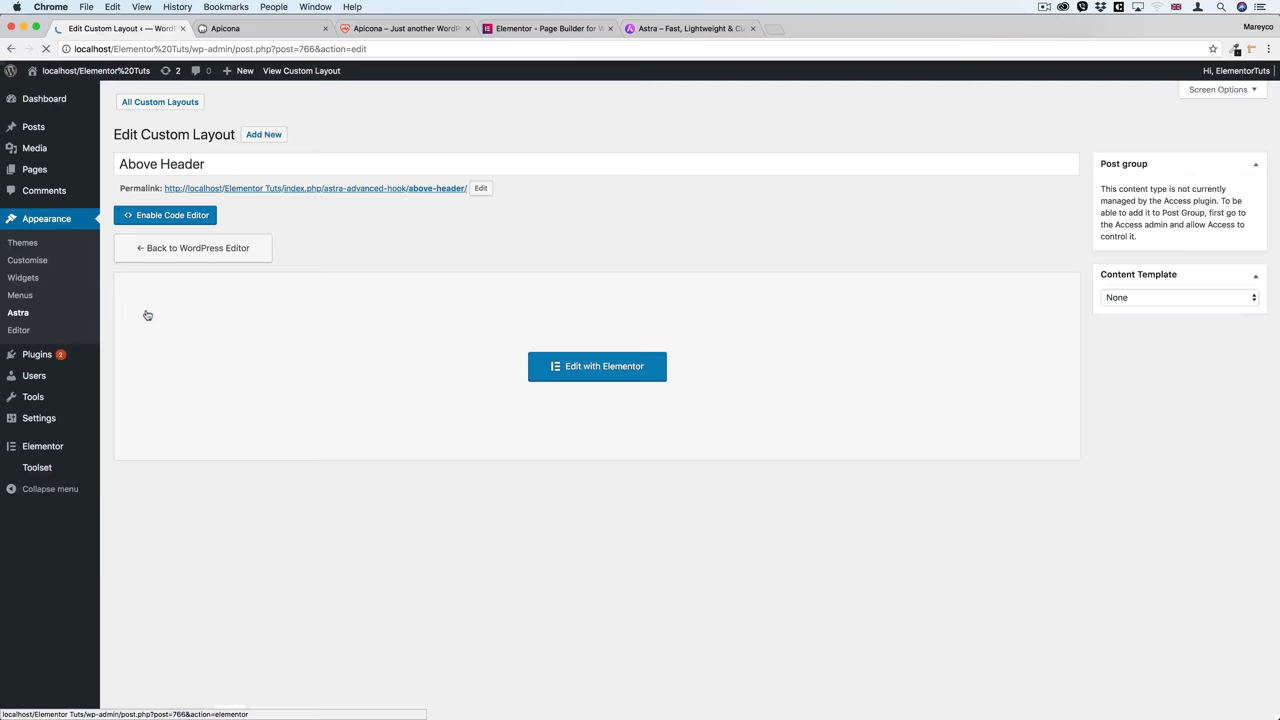 Chrome File Edit View History Bookmarks People Window Help
Edit Custom Layout ‹ — WordP
Apicona
Apicona – Just another WordP
Elementor - Page Builder for W
Astra – Fast, Lightweight & Cu
Mareyco
localhost/Elementor%20Tuts/wp-admin/post.php?post=766&action=edit
localhost/Elementor%20Tuts 2 0 New View Custom Layout
Hi, ElementorTuts
Dashboard
Posts
Media
Pages
Comments
Appearance
Themes
Customise
Widgets
Menus
Astra
Editor
Plugins 2
Users
Tools
Settings
Elementor
Toolset
Collapse menu
Screen Options
All Custom Layouts
Edit Custom Layout Add New
Above Header
Permalink: http://localhost/Elementor Tuts/index.php/astra-advanced-hook/above-header/ Edit
<> Enable Code Editor
← Back to WordPress Editor
Edit with Elementor
Post group
This content type is not currently
managed by the Access plugin. To be
able to add it to Post Group, first go to
the Access admin and allow Access to
control it.
Content Template
None
localhost/Elementor Tuts/wp-admin/post.php?post=766&action=elementor